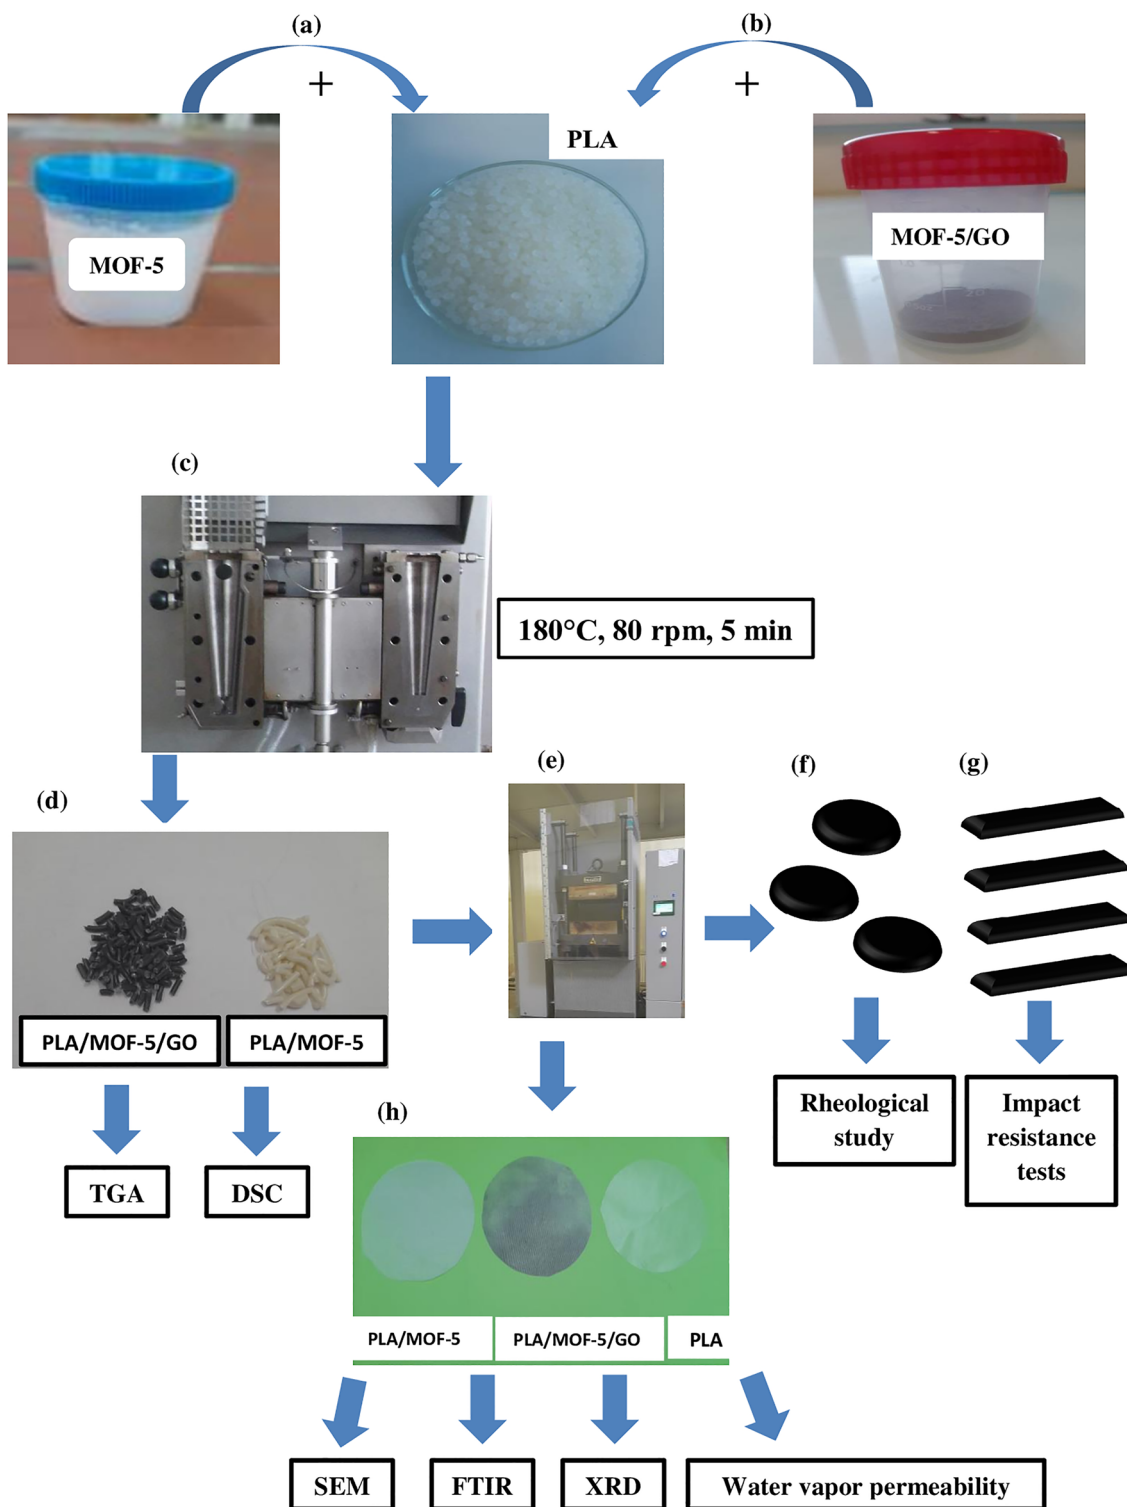 (a)
(b)
+
+
PLA
MOF-5
MOF-5/GO
(c)
180°C, 80 rpm, 5 min
(d)
(e)
(f)
(g)
PLA/MOF-5/GO
PLA/MOF-5
Rheological
study
Impact
resistance
tests
TGA
DSC
(h)
PLA/MOF-5
PLA/MOF-5/GO
PLA
SEM
FTIR
XRD
Water vapor permeability